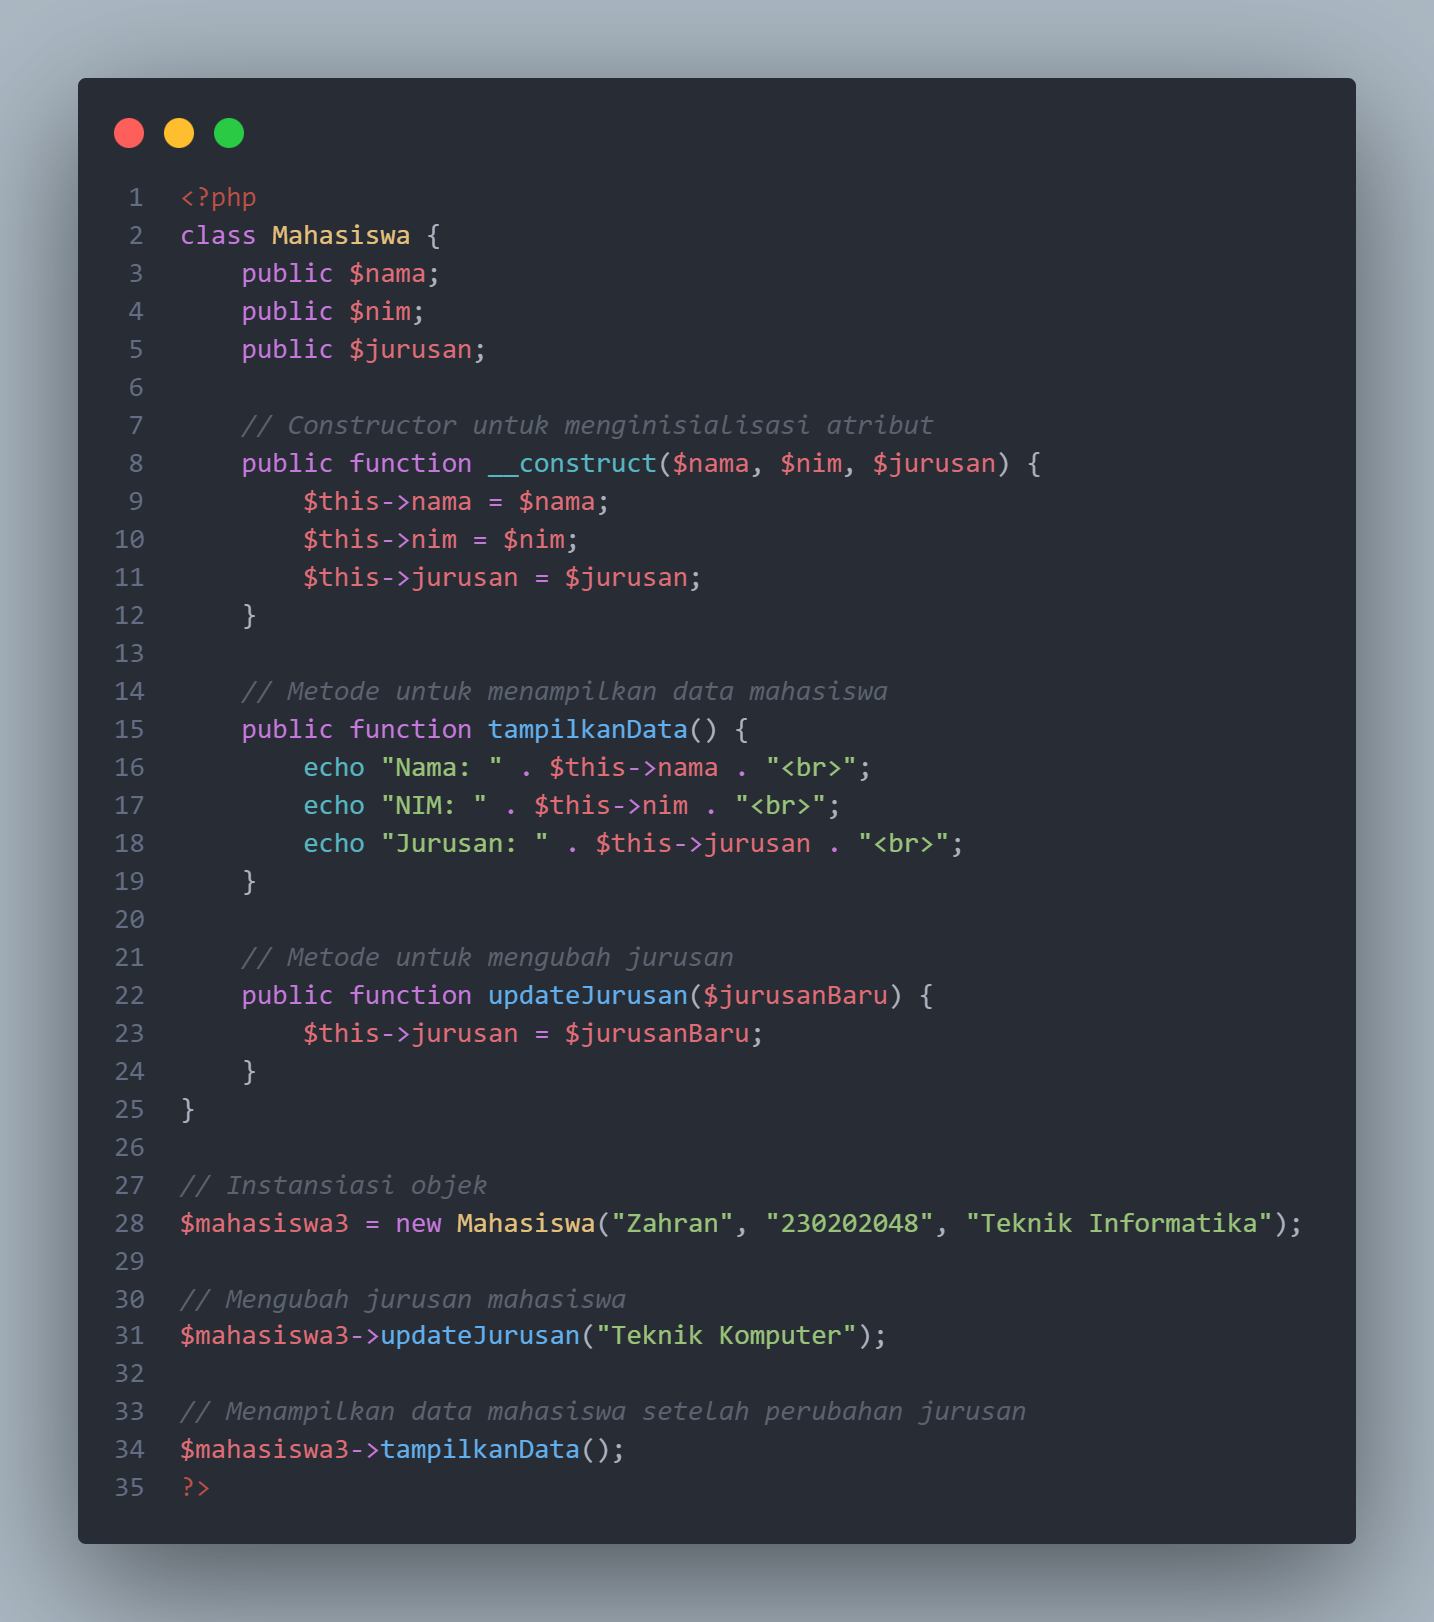 1 <?php
2 class Mahasiswa {
3     public $nama;
4     public $nim;
5     public $jurusan;
6
7     // Constructor untuk menginisialisasi atribut
8     public function __construct($nama, $nim, $jurusan) {
9         $this->nama = $nama;
10         $this->nim = $nim;
11         $this->jurusan = $jurusan;
12     }
13
14     // Metode untuk menampilkan data mahasiswa
15     public function tampilkanData() {
16         echo "Nama: " . $this->nama . "<br>";
17         echo "NIM: " . $this->nim . "<br>";
18         echo "Jurusan: " . $this->jurusan . "<br>";
19     }
20
21     // Metode untuk mengubah jurusan
22     public function updateJurusan($jurusanBaru) {
23         $this->jurusan = $jurusanBaru;
24     }
25 }
26
27 // Instansiasi objek
28 $mahasiswa3 = new Mahasiswa("Zahran", "230202048", "Teknik Informatika");
29
30 // Mengubah jurusan mahasiswa
31 $mahasiswa3->updateJurusan("Teknik Komputer");
32
33 // Menampilkan data mahasiswa setelah perubahan jurusan
34 $mahasiswa3->tampilkanData();
35 ?>